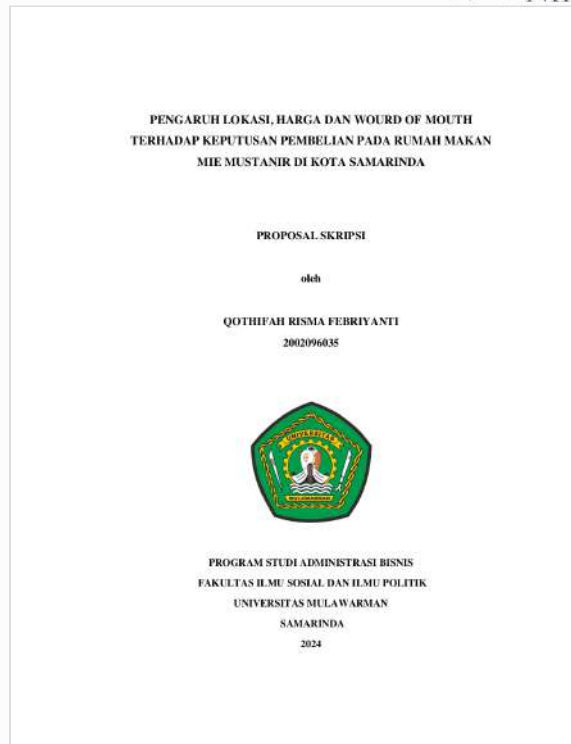 PENGARUH LOKASI, HARGA DAN WOURD OF MOUTH
TERHADAP KEPUTUSAN PEMBELIAN PADA RUMAH MAKAN
MIE MUSTANIR DI KOTA SAMARINDA
PROPOSAL SKRIPSI
oleh
QOTHIFAH RISMA FEBRIYANTI
2002096035
UNIVERSITAS
MULAWARMAN
PROGRAM STUDI ADMINISTRASI BISNIS
FAKULTAS ILMU SOSIAL DAN ILMU POLITIK
UNIVERSITAS MULAWARMAN
SAMARINDA
2024